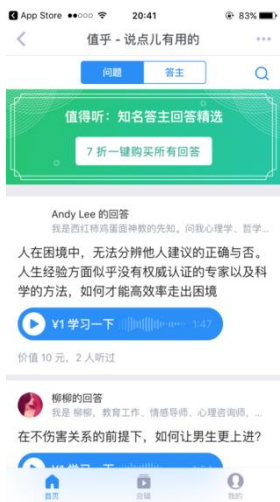 App Store 20:41 83%
值乎 - 说点儿有用的
问题 答主
值得听：知名答主回答精选
7 折一键购买所有回答
Andy Lee 的回答
我是西红柿鸡蛋面神教的先知。问我心理学、哲学…
人在困境中，无法分辨他人建议的正确与否。
人生经验方面似乎没有权威认证的专家以及科
学的方法，如何才能高效率走出困境
¥1 学习一下 1:47
价值 10 元，2 人听过
柳柳的回答
我是 柳柳，教育工作、情感导师、心理咨询师，…
在不伤害关系的前提下，如何让男生更上进？
首页 合辑 我的